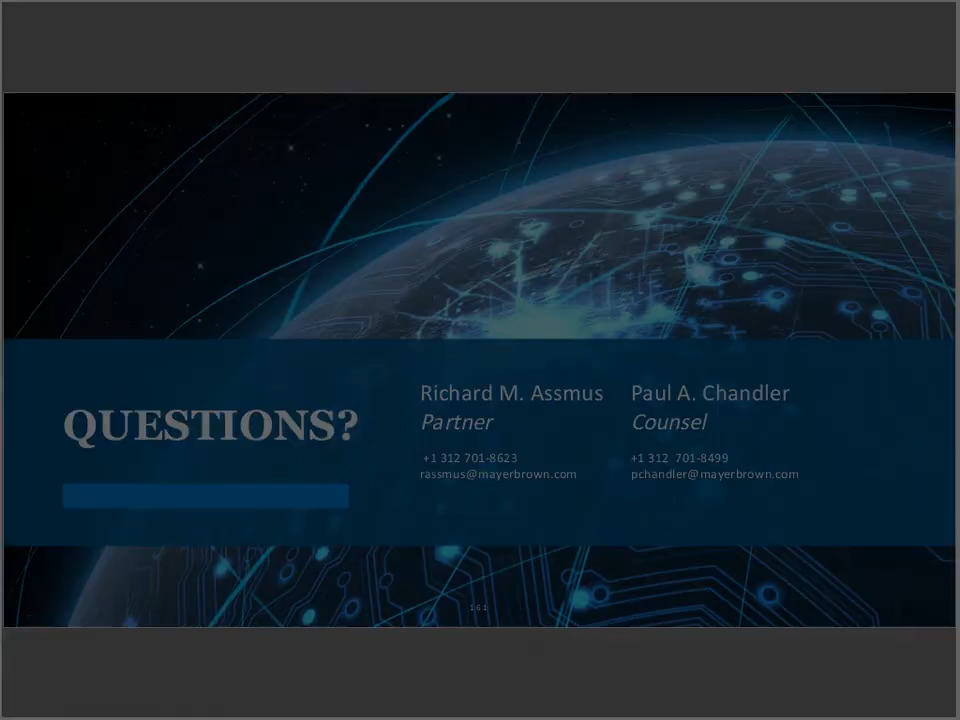 QUESTIONS?
Richard M. Assmus
Partner
+1 312 701-8623
rassmus@mayerbrown.com
Paul A. Chandler
Counsel
+1 312 701-8499
pchandler@mayerbrown.com
161